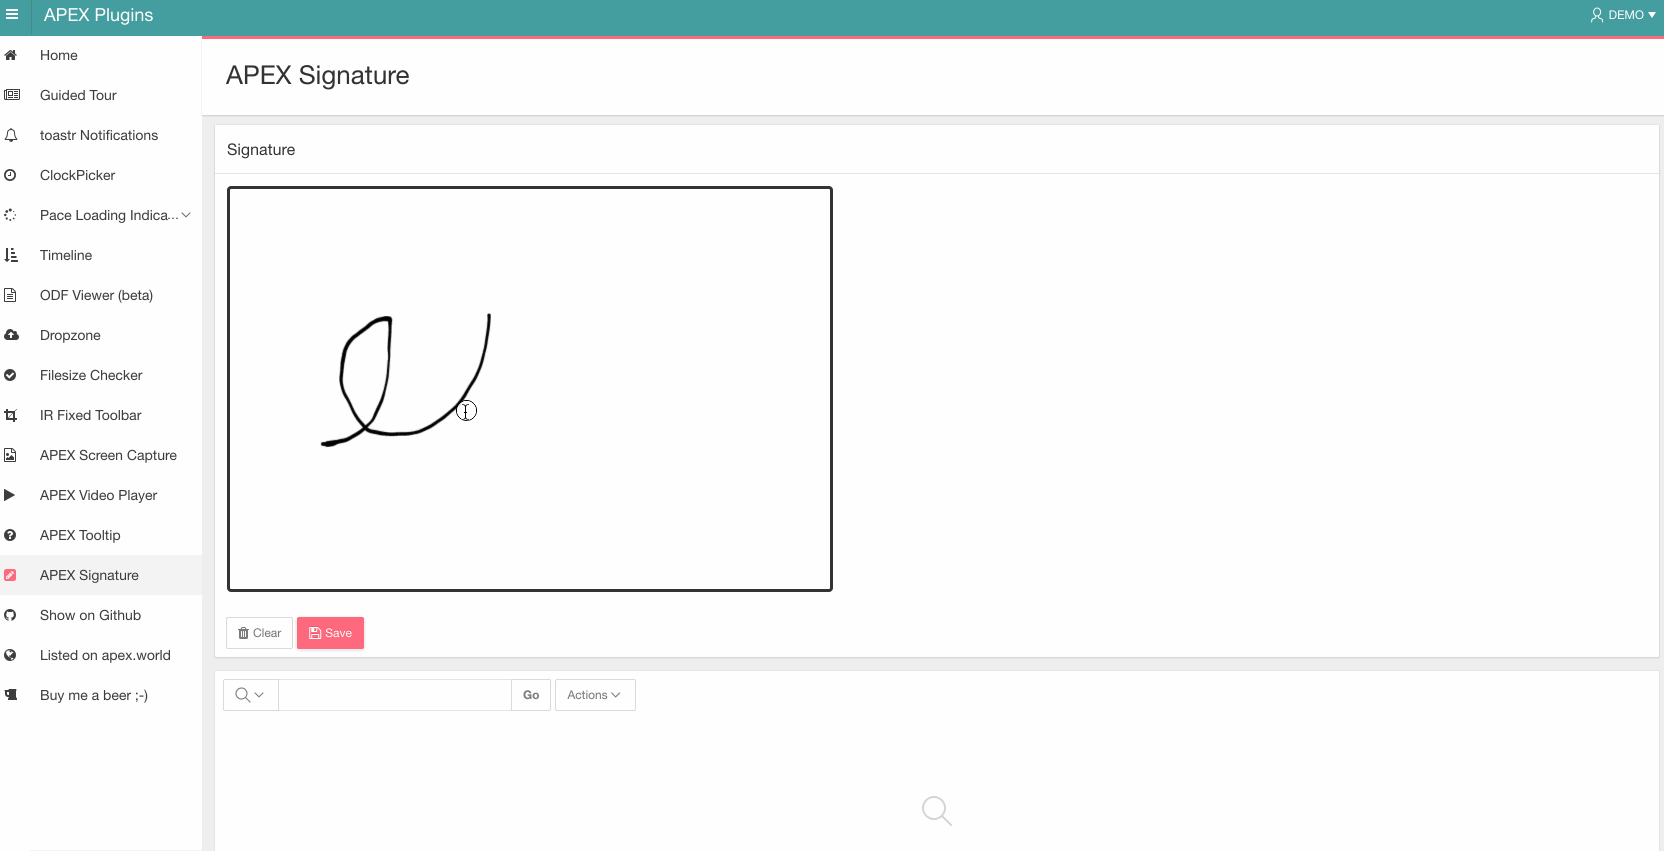 APEX Plugins
DEMO
Home
Guided Tour
toastr Notifications
ClockPicker
Pace Loading Indica...
Timeline
ODF Viewer (beta)
Dropzone
Filesize Checker
IR Fixed Toolbar
APEX Screen Capture
APEX Video Player
APEX Tooltip
APEX Signature
Show on Github
Listed on apex.world
Buy me a beer ;-)
APEX Signature
Signature
Clear
Save
Go
Actions